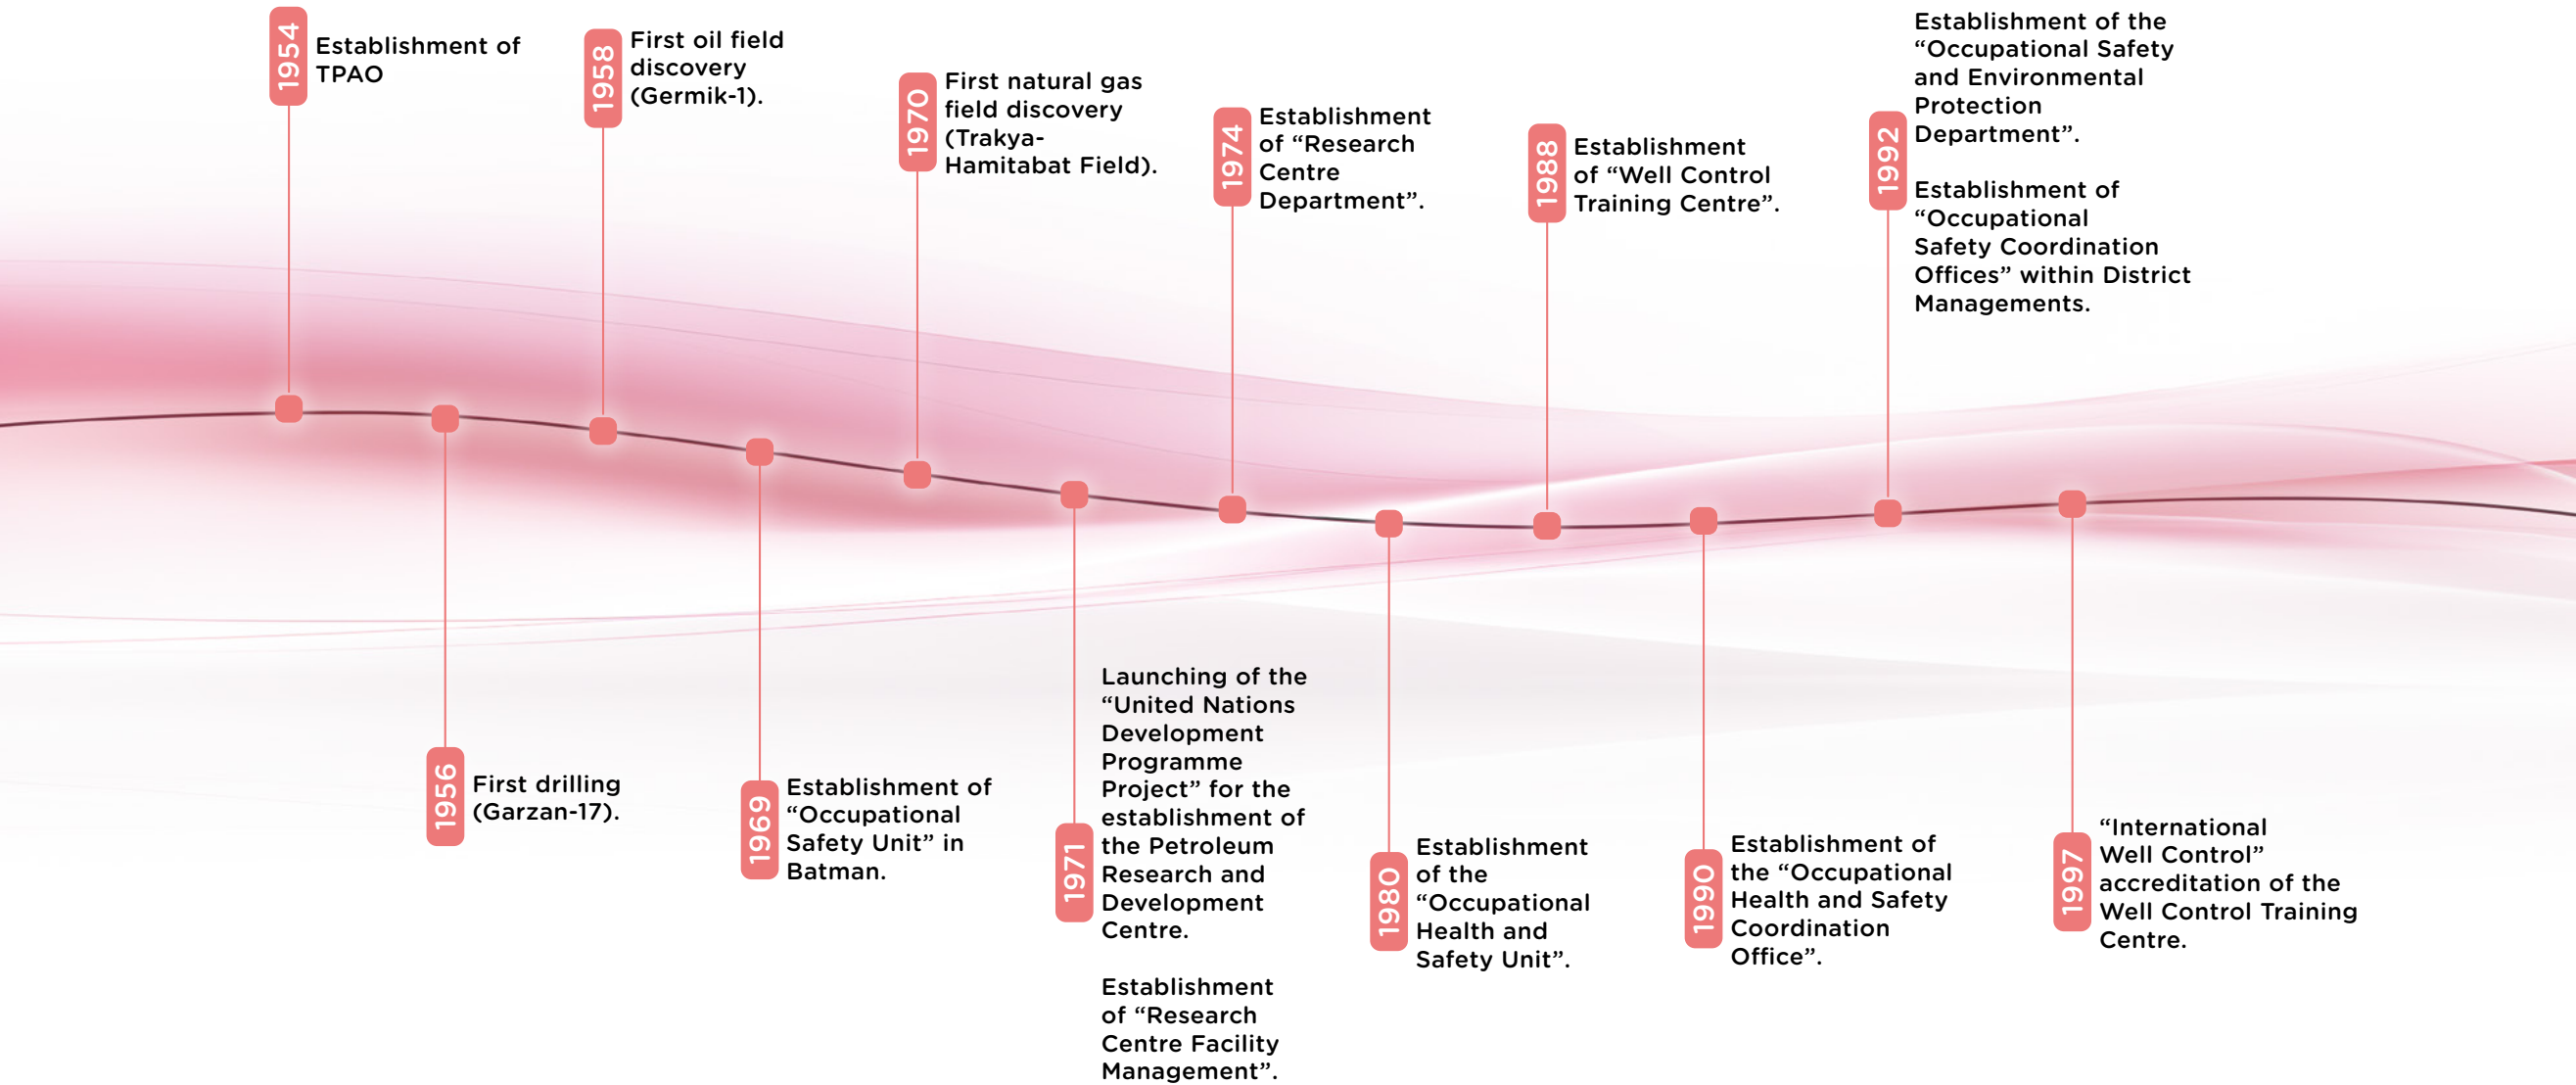 1954
Establishment of
TPAO
1956
First drilling
(Garzan-17).
1958
First oil field
discovery
(Germik-1).
1969
Establishment of
“Occupational
Safety Unit” in
Batman.
1970
First natural gas
field discovery
(Trakya-
Hamitabat Field).
1971
Launching of the
“United Nations
Development
Programme
Project” for the
establishment of
the Petroleum
Research and
Development
Centre.
Establishment
of “Research
Centre Facility
Management”.
1974
Establishment
of “Research
Centre
Department”.
1980
Establishment
of the
“Occupational
Health and
Safety Unit”.
1988
Establishment
of “Well Control
Training Centre”.
1990
Establishment of
the “Occupational
Health and Safety
Coordination
Office”.
1992
Establishment of the
“Occupational Safety
and Environmental
Protection
Department”.
Establishment of
“Occupational
Safety Coordination
Offices” within District
Managements.
1997
“International
Well Control”
accreditation of the
Well Control Training
Centre.